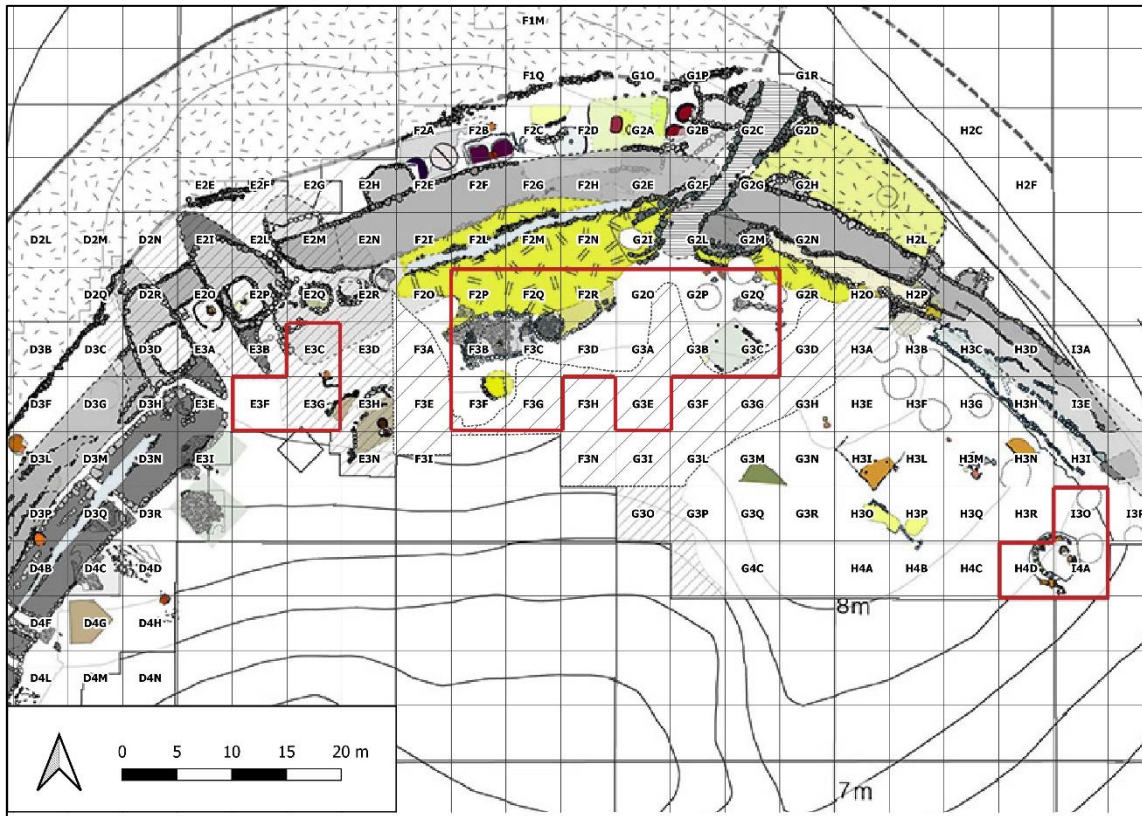 F1M
F1Q G1O G1P G1R
F2A F2B F2C F2D G2A G2B G2C G2D H2C
E2E E2F E2G E2H F2E F2F F2G F2H G2E G2F G2G G2H H2F
D2L D2M D2N E2I E2L E2M E2N F2I F2L F2M F2N G2I G2L G2M G2N H2L
D2Q D2R E2O E2P E2Q E2R F2O F2P F2Q F2R G2O G2P G2Q G2R H2O H2P
D3B D3C D3D E3A E3B E3C E3D F3A F3B F3C F3D G3A G3B G3C G3D H3A H3B H3C H3D I3A
D3F D3G D3H E3E E3F E3G E3H F3E F3F F3G F3H G3E G3F G3G G3H H3E H3F H3G H3H I3E
D3L D3M D3N E3I E3N F3I F3N G3I G3L G3M G3N H3I H3L H3M H3N I3I
D3P D3Q D3R G3O G3P G3Q G3R H3O H3P H3Q H3R I3O
D4B D4C D4D G4C H4A H4B H4C H4D I4A
8m
D4F D4G D4H
D4L D4M D4N
0 5 10 15 20 m
7m